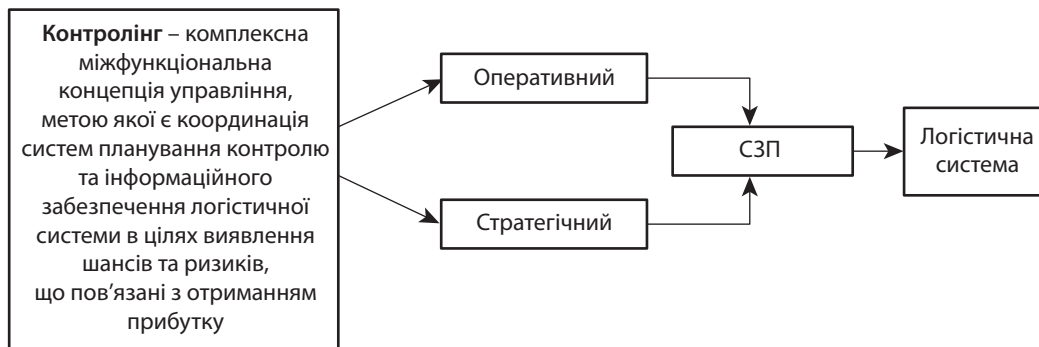 Контролінг – комплексна
міжфункціональна
концепція управління,
метою якої є координація
систем планування контролю
та інформаційного
забезпечення логістичної
системи в цілях виявлення
шансів та ризиків,
що пов’язані з отриманням
прибутку
Оперативний
Стратегічний
СЗП
Логістична
система